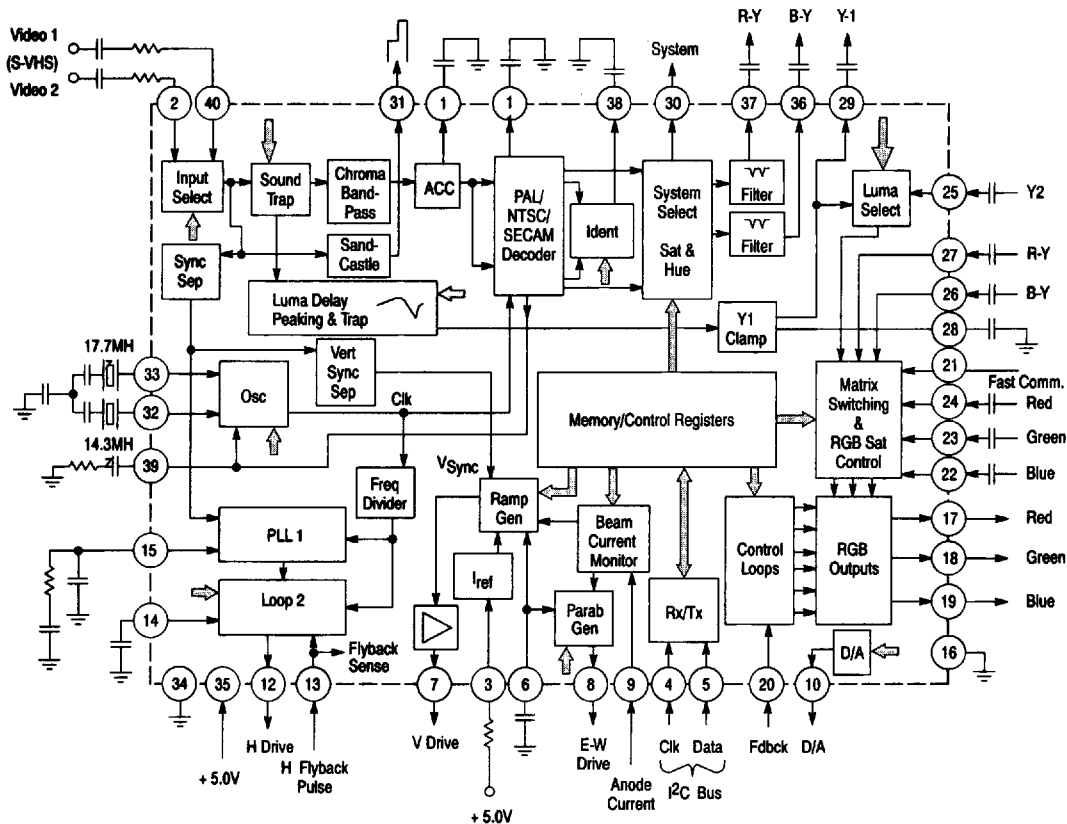 Video 1
(S-VHS)
Video 2
R-Y
B-Y
Y-1
System
2
40
31
1
1
38
30
37
36
29
Input
Select
Sound
Trap
Chroma
Band-
Pass
ACC
PAL/
NTSC/
SECAM
Decoder
Ident
System
Select
Sat &
Hue
Filter
Filter
Luma
Select
25
Y2
Sync
Sep
Sand-
Castle
27
R-Y
26
B-Y
Luma Delay
Peaking & Trap
Y1
Clamp
28
17.7MH
33
32
Osc
Vert
Sync
Sep
Clk
Memory/Control Registers
Matrix
Switching
&
RGB Sat
Control
21
Fast Comm.
24
Red
23
Green
22
Blue
14.3MH
39
VSync
Freq
Divider
Ramp
Gen
Beam
Current
Monitor
Control
Loops
RGB
Outputs
17
Red
18
Green
19
Blue
15
PLL 1
Iref
14
Loop 2
Parab
Gen
Rx/Tx
D/A
16
Flyback
Sense
34
35
12
13
7
3
6
8
9
4
5
20
10
+ 5.0V
H Drive
H Flyback
Pulse
V Drive
+ 5.0V
E-W
Drive
Anode
Current
Clk Data
I2C Bus
Fdbck
D/A